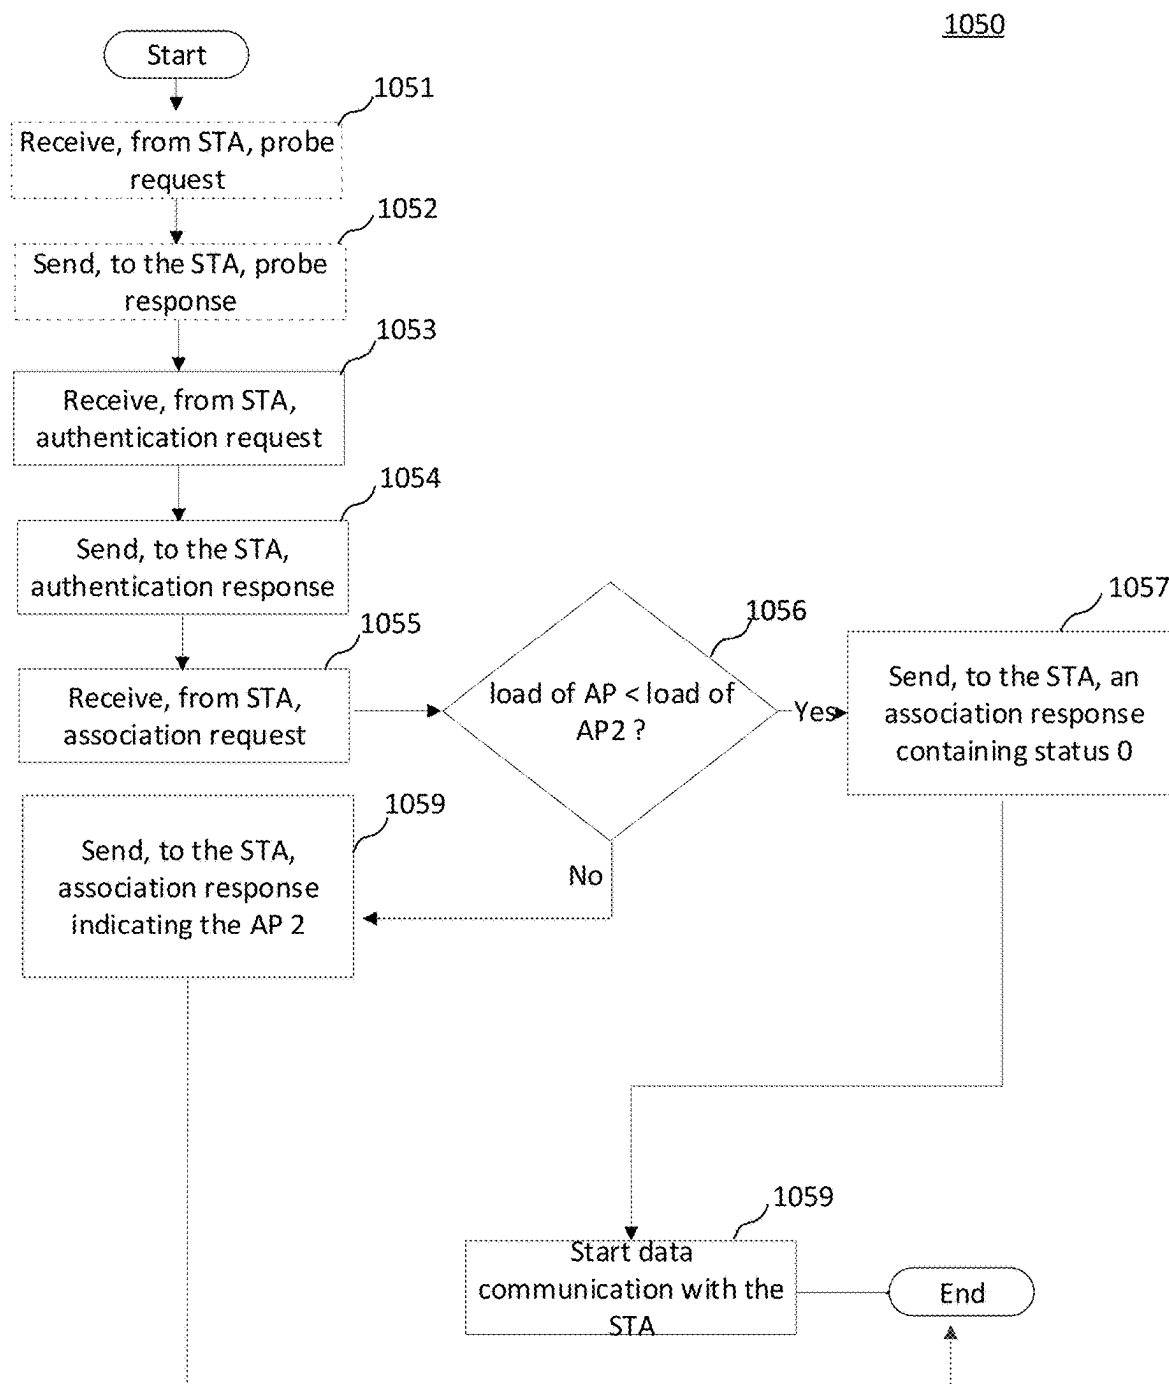 1050
Start
1051
Receive, from STA, probe
request
1052
Send, to the STA, probe
response
1053
Receive, from STA,
authentication request
1054
Send, to the STA,
authentication response
1055
Receive, from STA,
association request
1056
load of AP < load of
AP2 ?
Yes
1057
Send, to the STA, an
association response
containing status 0
No
1059
Send, to the STA,
association response
indicating the AP 2
1059
Start data
communication with the
STA
End